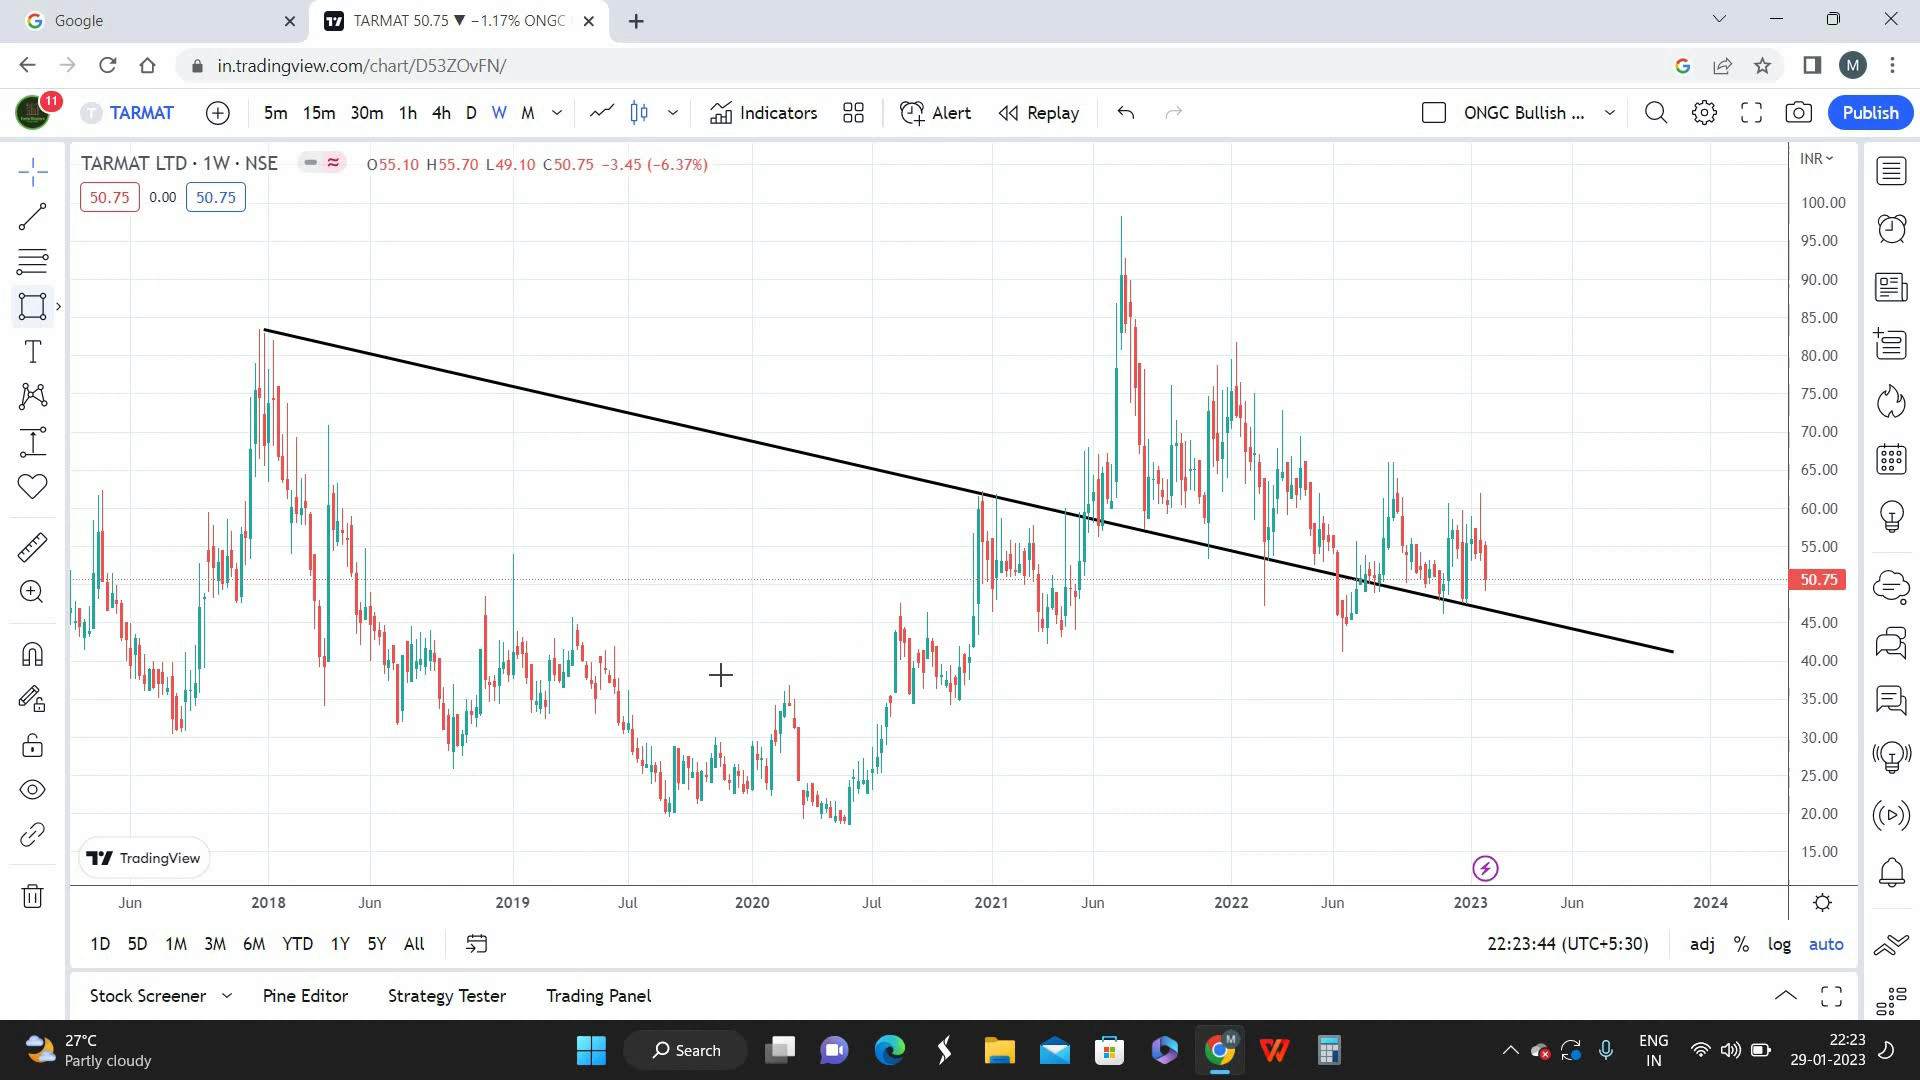 Google
TARMAT 50.75 ▼ −1.17% ONGC
in.tradingview.com/chart/D53ZOvFN/
M
11
T
TARMAT
5m 15m 30m 1h 4h D W M
Indicators
Alert
Replay
ONGC Bullish ...
Publish
TARMAT LTD · 1W · NSE
O55.10 H55.70 L49.10 C50.75 −3.45 (−6.37%)
50.75 0.00 50.75
INR
100.00
95.00
90.00
85.00
80.00
75.00
70.00
65.00
60.00
55.00
50.75
45.00
40.00
35.00
30.00
25.00
20.00
15.00
TradingView
Jun 2018 Jun 2019 Jul 2020 Jul 2021 Jun 2022 Jun 2023 Jun 2024
1D 5D 1M 3M 6M YTD 1Y 5Y All
22:23:44 (UTC+5:30) adj % log auto
Stock Screener Pine Editor Strategy Tester Trading Panel
27°C
Partly cloudy
Search
M
ENG
IN
22:23
29-01-2023